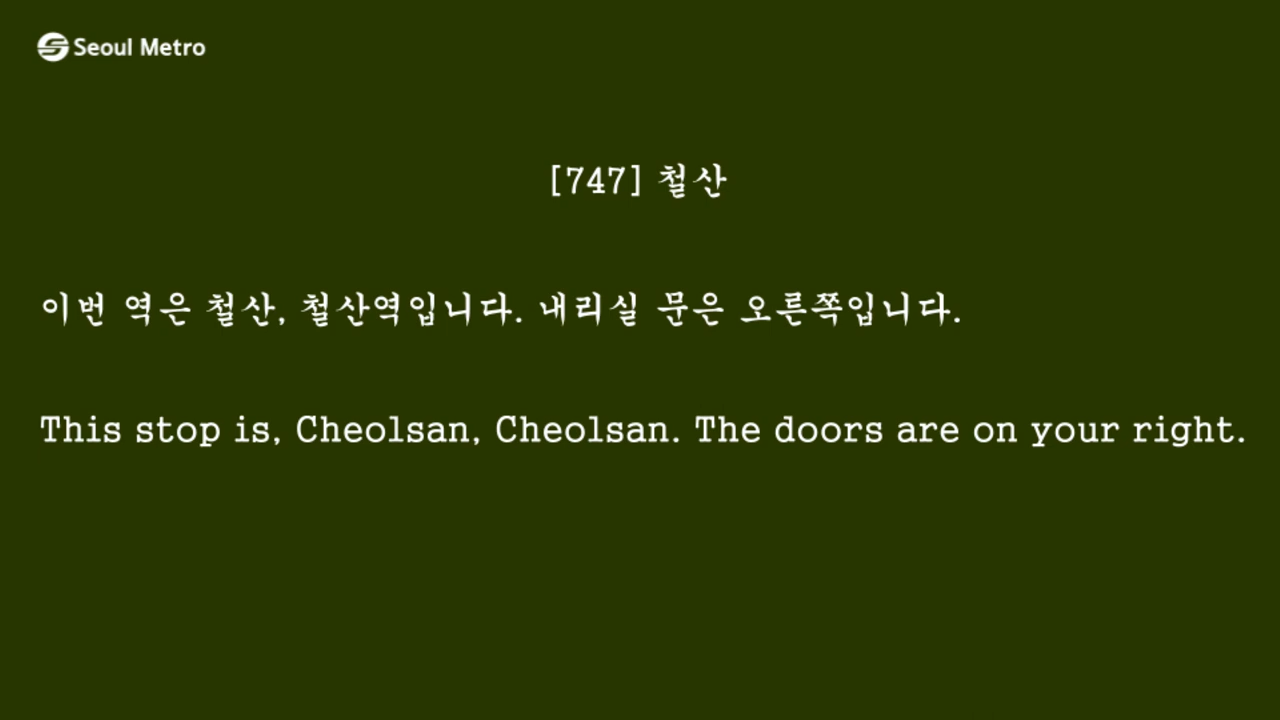 Seoul Metro
[747] 철산
이번 역은 철산, 철산역입니다. 내리실 문은 오른쪽입니다.
This stop is, Cheolsan, Cheolsan. The doors are on your right.